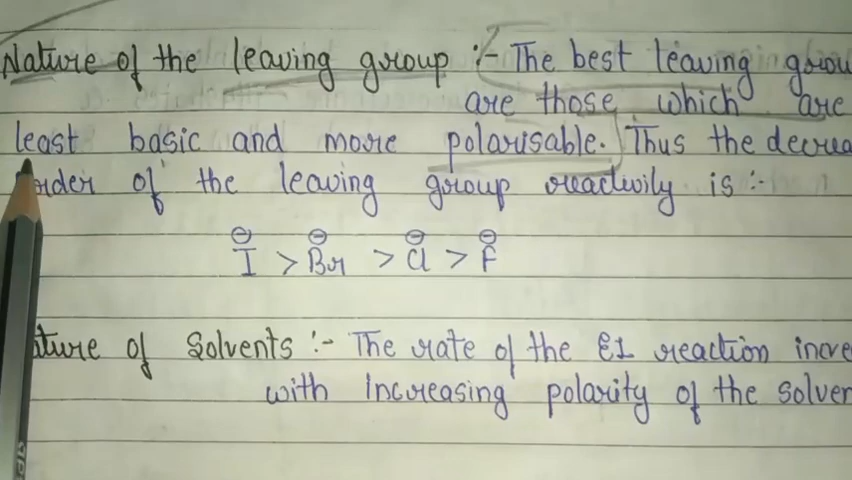 Nature of the leaving group :- The best leaving grou
are those which are
least basic and more polarisable. Thus the decrea
order of the leaving group reactivity is :-
I⊖ > Br⊖ > Cl⊖ > F⊖
ature of Solvents :- The rate of the E1 reaction incre
with increasing polarity of the solven